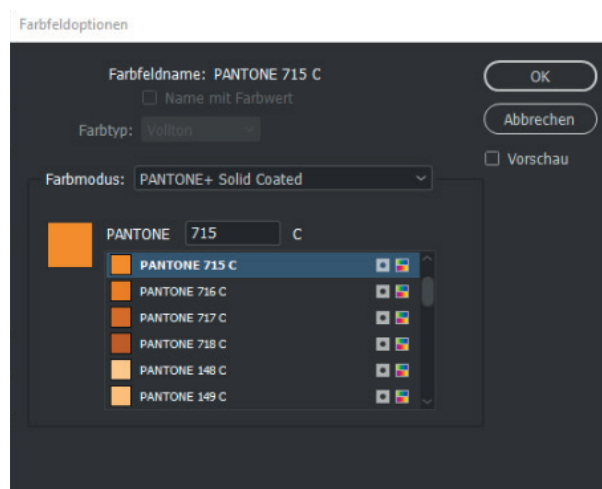 Farbfeldoptionen
Farbfeldname: PANTONE 715 C
Name mit Farbwert
Farbtyp: Vollton
Farbmodus: PANTONE+ Solid Coated
PANTONE 715 C
PANTONE 715 C
PANTONE 716 C
PANTONE 717 C
PANTONE 718 C
PANTONE 148 C
PANTONE 149 C
OK
Abbrechen
Vorschau